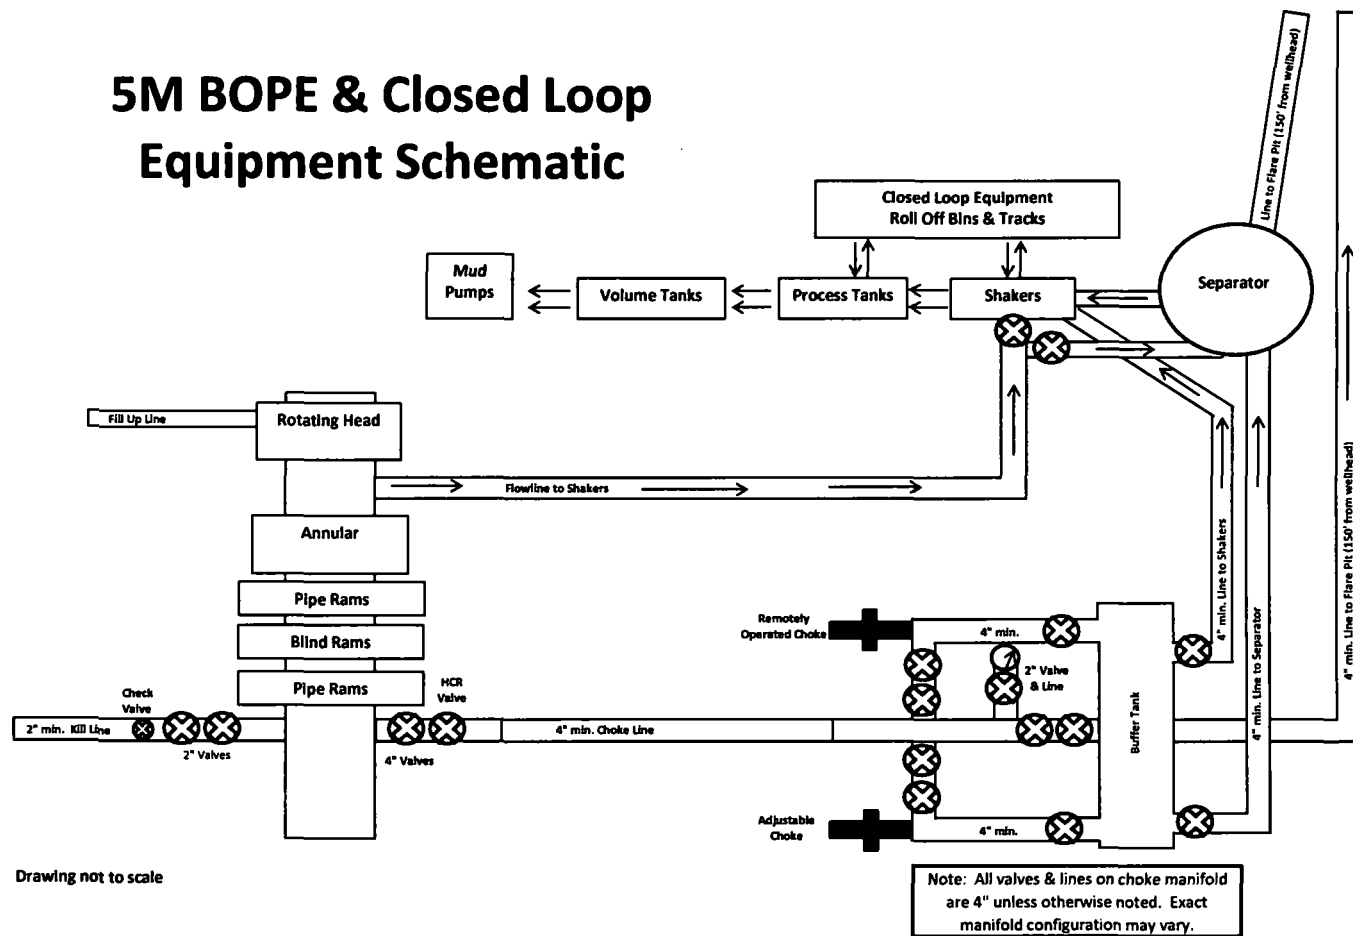 5M BOPE & Closed Loop
Equipment Schematic
Line to Flare Pit (150' from wellhead)
Closed Loop Equipment
Roll Off Bins & Tracks
Mud
Pumps
Volume Tanks
Process Tanks
Shakers
Separator
Fill Up Line
Rotating Head
Flowline to Shakers
Annular
Pipe Rams
Blind Rams
Pipe Rams
Check
Valve
HCR
Valve
2" min. Kill Line
2" Valves
4" Valves
4" min. Choke Line
Remotely
Operated Choke
4" min.
2" Valve
& Line
Buffer Tank
4" min. Line to Shakers
4" min. Line to Separator
4" min. Line to Flare Pit (150' from wellhead)
Adjustable
Choke
4" min.
Drawing not to scale
Note: All valves & lines on choke manifold
are 4" unless otherwise noted. Exact
manifold configuration may vary.